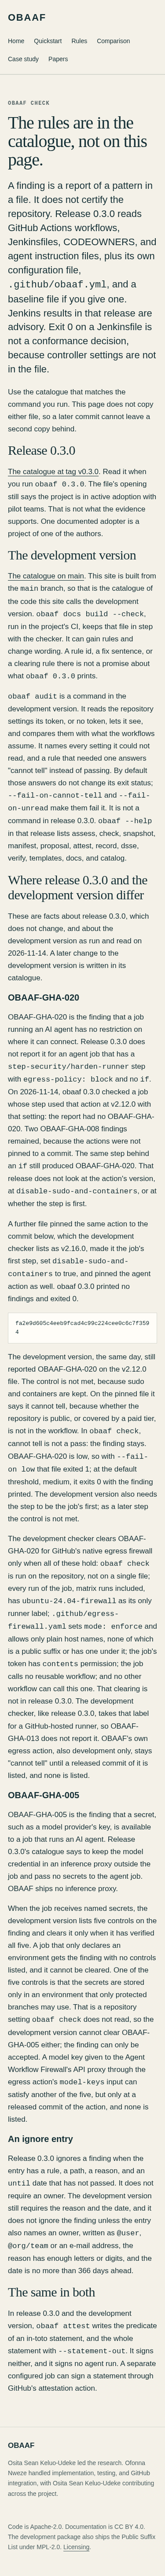 OBAAF
Home Quickstart Rules Comparison
Case study Papers
OBAAF CHECK
The rules are in the
catalogue, not on this
page.
A finding is a report of a pattern in
a file. It does not certify the
repository. Release 0.3.0 reads
GitHub Actions workflows,
Jenkinsfiles, CODEOWNERS, and
agent instruction files, plus its own
configuration file,
.github/obaaf.yml, and a
baseline file if you give one.
Jenkins results in that release are
advisory. Exit 0 on a Jenkinsfile is
not a conformance decision,
because controller settings are not
in the file.
Use the catalogue that matches the
command you run. This page does not copy
either file, so a later commit cannot leave a
second copy behind.
Release 0.3.0
The catalogue at tag v0.3.0. Read it when
you run obaaf 0.3.0. The file's opening
still says the project is in active adoption with
pilot teams. That is not what the evidence
supports. One documented adopter is a
project of one of the authors.
The development version
The catalogue on main. This site is built from
the main branch, so that is the catalogue of
the code this site calls the development
version. obaaf docs build --check,
run in the project's CI, keeps that file in step
with the checker. It can gain rules and
change wording. A rule id, a fix sentence, or
a clearing rule there is not a promise about
what obaaf 0.3.0 prints.
obaaf audit is a command in the
development version. It reads the repository
settings its token, or no token, lets it see,
and compares them with what the workflows
assume. It names every setting it could not
read, and a rule that needed one answers
"cannot tell" instead of passing. By default
those answers do not change its exit status;
--fail-on-cannot-tell and --fail-
on-unread make them fail it. It is not a
command in release 0.3.0. obaaf --help
in that release lists assess, check, snapshot,
manifest, proposal, attest, record, dsse,
verify, templates, docs, and catalog.
Where release 0.3.0 and the
development version differ
These are facts about release 0.3.0, which
does not change, and about the
development version as run and read on
2026-11-14. A later change to the
development version is written in its
catalogue.
OBAAF-GHA-020
OBAAF-GHA-020 is the finding that a job
running an AI agent has no restriction on
where it can connect. Release 0.3.0 does
not report it for an agent job that has a
step-security/harden-runner step
with egress-policy: block and no if.
On 2026-11-14, obaaf 0.3.0 checked a job
whose step used that action at v2.12.0 with
that setting: the report had no OBAAF-GHA-
020. Two OBAAF-GHA-008 findings
remained, because the actions were not
pinned to a commit. The same step behind
an if still produced OBAAF-GHA-020. That
release does not look at the action's version,
at disable-sudo-and-containers, or at
whether the step is first.
A further file pinned the same action to the
commit below, which the development
checker lists as v2.16.0, made it the job's
first step, set disable-sudo-and-
containers to true, and pinned the agent
action as well. obaaf 0.3.0 printed no
findings and exited 0.
fa2e9d605c4eeb9fcad4c99c224cee0c6c7f359
4
The development version, the same day, still
reported OBAAF-GHA-020 on the v2.12.0
file. The control is not met, because sudo
and containers are kept. On the pinned file it
says it cannot tell, because whether the
repository is public, or covered by a paid tier,
is not in the workflow. In obaaf check,
cannot tell is not a pass: the finding stays.
OBAAF-GHA-020 is low, so with --fail-
on low that file exited 1; at the default
threshold, medium, it exits 0 with the finding
printed. The development version also needs
the step to be the job's first; as a later step
the control is not met.
The development checker clears OBAAF-
GHA-020 for GitHub's native egress firewall
only when all of these hold: obaaf check
is run on the repository, not on a single file;
every run of the job, matrix runs included,
has ubuntu-24.04-firewall as its only
runner label; .github/egress-
firewall.yaml sets mode: enforce and
allows only plain host names, none of which
is a public suffix or has one under it; the job's
token has contents permission; the job
calls no reusable workflow; and no other
workflow can call this one. That clearing is
not in release 0.3.0. The development
checker, like release 0.3.0, takes that label
for a GitHub-hosted runner, so OBAAF-
GHA-013 does not report it. OBAAF's own
egress action, also development only, stays
"cannot tell" until a released commit of it is
listed, and none is listed.
OBAAF-GHA-005
OBAAF-GHA-005 is the finding that a secret,
such as a model provider's key, is available
to a job that runs an AI agent. Release
0.3.0's catalogue says to keep the model
credential in an inference proxy outside the
job and pass no secrets to the agent job.
OBAAF ships no inference proxy.
When the job receives named secrets, the
development version lists five controls on the
finding and clears it only when it has verified
all five. A job that only declares an
environment gets the finding with no controls
listed, and it cannot be cleared. One of the
five controls is that the secrets are stored
only in an environment that only protected
branches may use. That is a repository
setting obaaf check does not read, so the
development version cannot clear OBAAF-
GHA-005 either; the finding can only be
accepted. A model key given to the Agent
Workflow Firewall's API proxy through the
egress action's model-keys input can
satisfy another of the five, but only at a
released commit of the action, and none is
listed.
An ignore entry
Release 0.3.0 ignores a finding when the
entry has a rule, a path, a reason, and an
until date that has not passed. It does not
require an owner. The development version
still requires the reason and the date, and it
does not ignore the finding unless the entry
also names an owner, written as @user,
@org/team or an e-mail address, the
reason has enough letters or digits, and the
date is no more than 366 days ahead.
The same in both
In release 0.3.0 and the development
version, obaaf attest writes the predicate
of an in-toto statement, and the whole
statement with --statement-out. It signs
neither, and it signs no agent run. A separate
configured job can sign a statement through
GitHub's attestation action.
OBAAF
Osita Sean Keluo-Udeke led the research. Oforma
Nweze handled implementation, testing, and GitHub
integration, with Osita Sean Keluo-Udeke contributing
across the project.
Code is Apache-2.0. Documentation is CC BY 4.0.
The development package also ships the Public Suffix
List under MPL-2.0. Licensing.